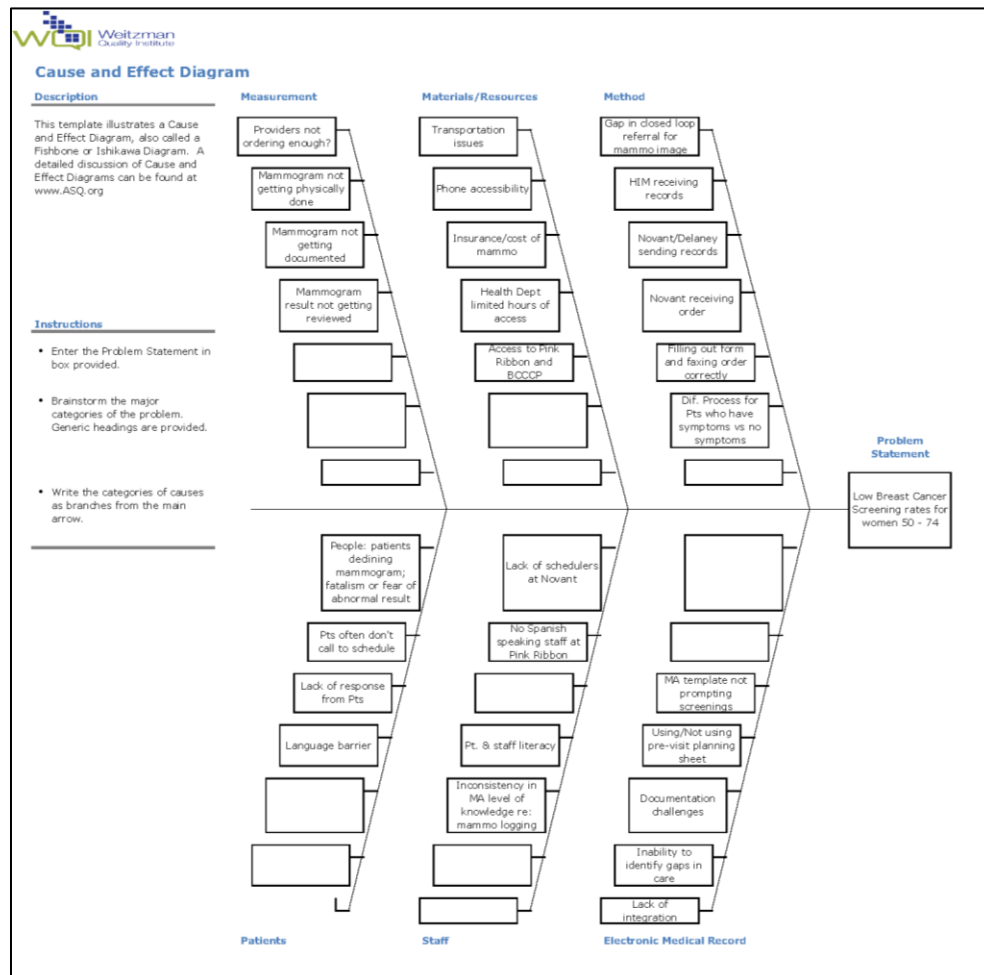 WQI Weitzman
Quality Institute
Cause and Effect Diagram
Description
This template illustrates a Cause
and Effect Diagram, also called a
Fishbone or Ishikawa Diagram. A
detailed discussion of Cause and
Effect Diagrams can be found at
www.ASQ.org
Instructions
• Enter the Problem Statement in
box provided.
• Brainstorm the major
categories of the problem.
Generic headings are provided.
• Write the categories of causes
as branches from the main
arrow.
Measurement
Providers not
ordering enough?
Mammogram not
getting physically
done
Mammogram not
getting
documented
Mammogram
result not getting
reviewed
Materials/Resources
Transportation
issues
Phone accessibility
Insurance/cost of
mammo
Health Dept
limited hours of
access
Access to Pink
Ribbon and
BCCCP
Method
Gap in closed loop
referral for
mammo image
HIM receiving
records
Novant/Delaney
sending records
Novant receiving
order
Filling out form
and faxing order
correctly
Dif. Process for
Pts who have
symptoms vs no
symptoms
Problem
Statement
Low Breast Cancer
Screening rates for
women 50 - 74
People: patients
declining
mammogram;
fatalism or fear of
abnormal result
Pts often don't
call to schedule
Lack of response
from Pts
Language barrier
Patients
Lack of schedulers
at Novant
No Spanish
speaking staff at
Pink Ribbon
Pt. & staff literacy
Inconsistency in
MA level of
knowledge re:
mammo logging
Staff
MA template not
prompting
screenings
Using/Not using
pre-visit planning
sheet
Documentation
challenges
Inability to
identify gaps in
care
Lack of
integration
Electronic Medical Record